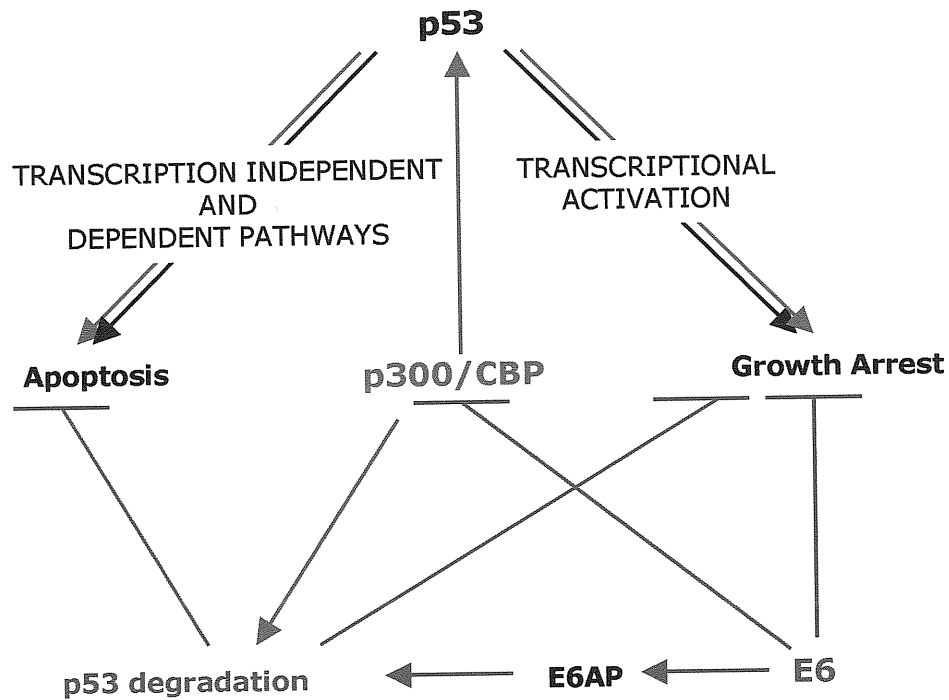 p53
TRANSCRIPTION INDEPENDENT
AND
DEPENDENT PATHWAYS
TRANSCRIPTIONAL
ACTIVATION
Apoptosis
p300/CBP
Growth Arrest
p53 degradation
E6AP
E6